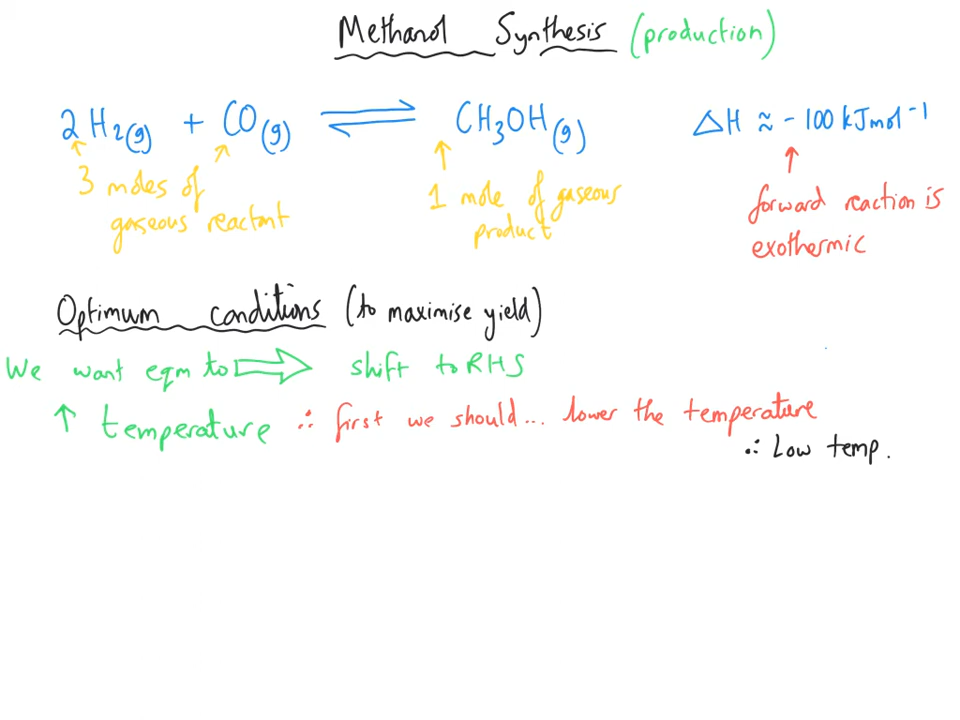 Methanol Synthesis (production)
2 H2(g) + CO(g) ⇌ CH3OH(g) ΔH ≈ -100 kJmol-1
↑ ↑ ↑ ↑
3 moles of gaseous reactant
1 mole of gaseous product
forward reaction is exothermic
Optimum conditions (to maximise yield)
We want eqm to ⇒ shift to RHS
↑ temperature ∴ first we should... lower the temperature
∴ Low temp.